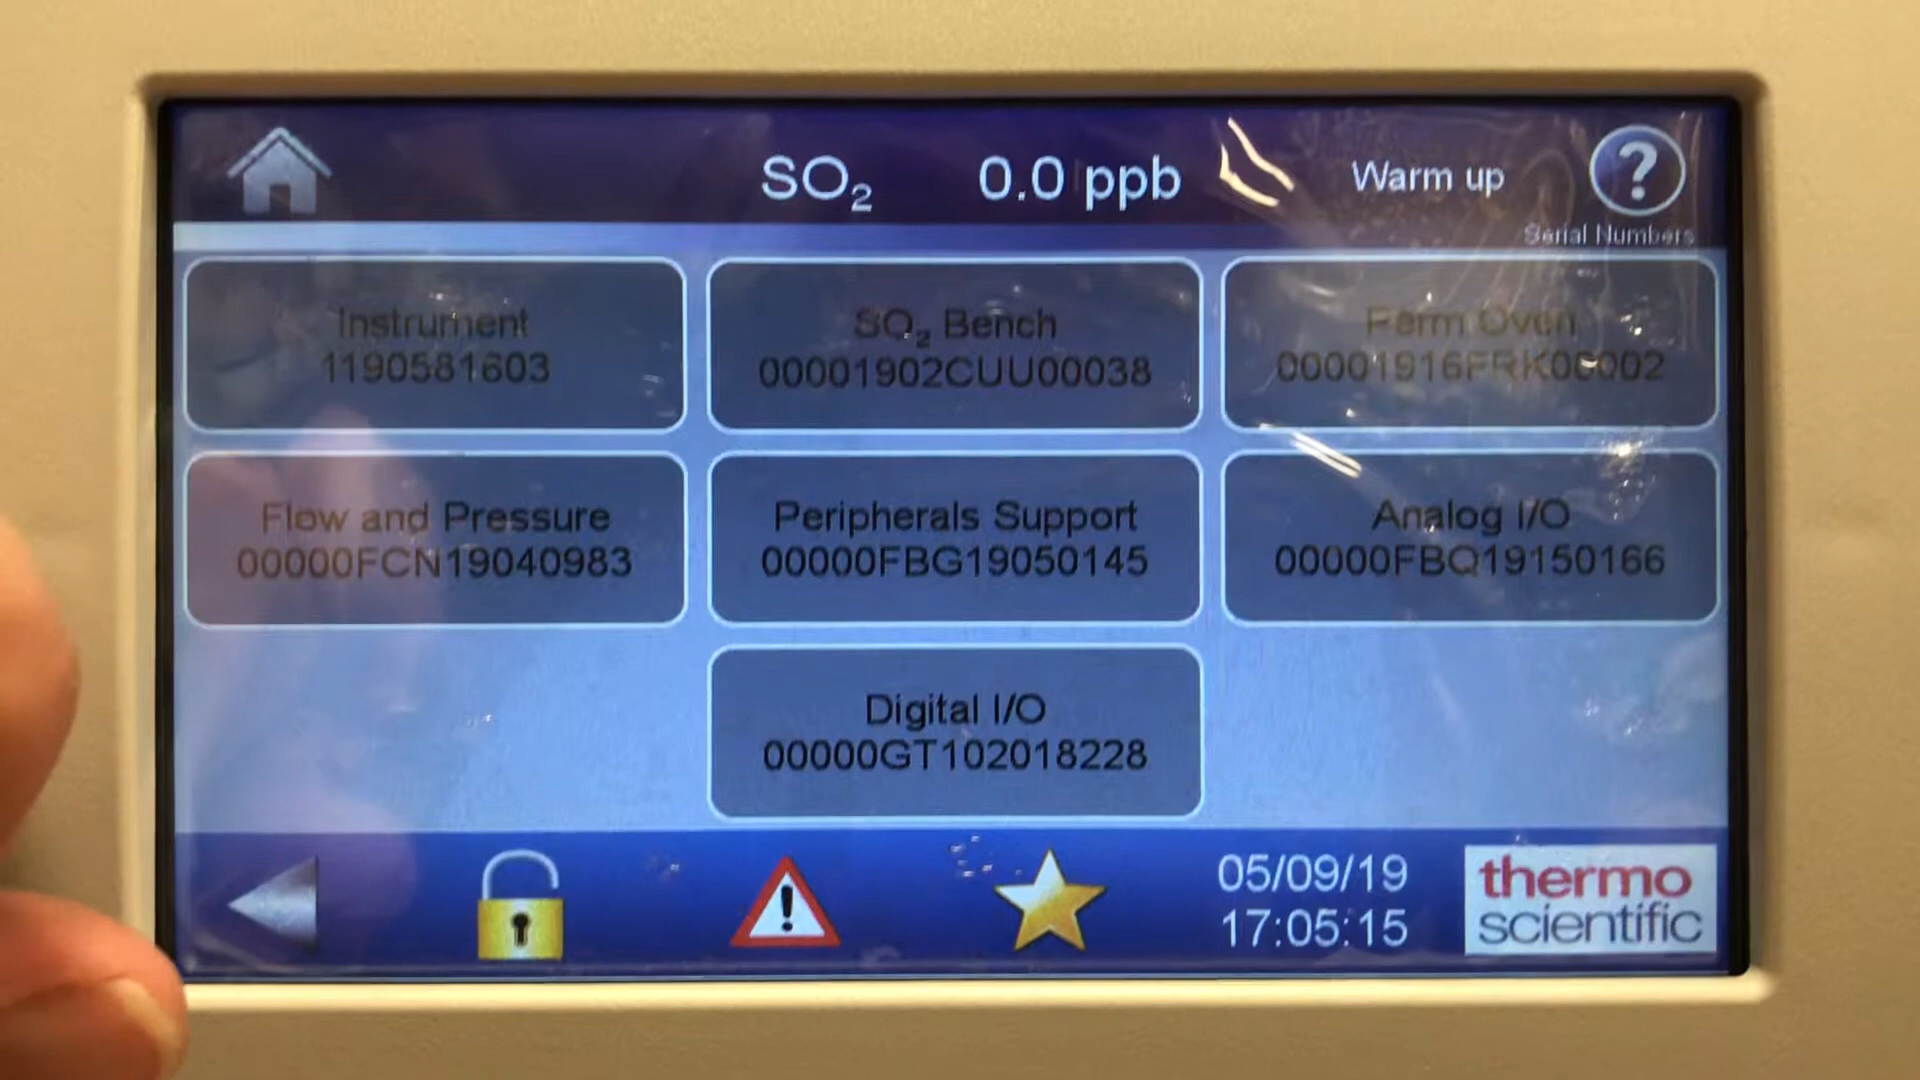 SO₂ 0.0 ppb Warm up
Serial Numbers
Instrument
1190581603
SO₂ Bench
00001902CUU00038
Perm Oven
00001916FRK00002
Flow and Pressure
00000FCN19040983
Peripherals Support
00000FBG19050145
Analog I/O
00000FBQ19150166
Digital I/O
00000GT102018228
05/09/19
17:05:15
thermo
scientific